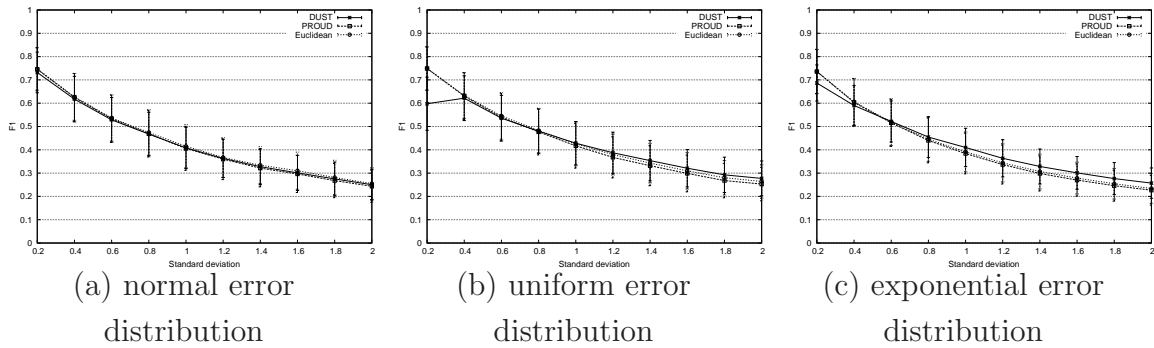 1
0.9
0.8
0.7
0.6
0.5
0.4
0.3
0.2
0.1
0
F1
DUST
PROUD
Euclidean
0.2 0.4 0.6 0.8 1 1.2 1.4 1.6 1.8 2
Standard deviation
(a) normal error
distribution
1
0.9
0.8
0.7
0.6
0.5
0.4
0.3
0.2
0.1
0
F1
DUST
PROUD
Euclidean
0.2 0.4 0.6 0.8 1 1.2 1.4 1.6 1.8 2
Standard deviation
(b) uniform error
distribution
1
0.9
0.8
0.7
0.6
0.5
0.4
0.3
0.2
0.1
0
F1
DUST
PROUD
Euclidean
0.2 0.4 0.6 0.8 1 1.2 1.4 1.6 1.8 2
Standard deviation
(c) exponential error
distribution